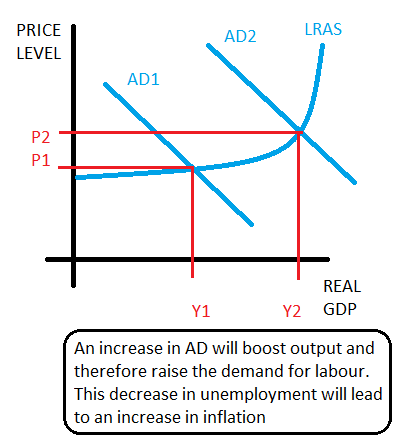 PRICE
LEVEL
AD1
AD2
LRAS
P2
P1
Y1
Y2
REAL
GDP
An increase in AD will boost output and
therefore raise the demand for labour.
This decrease in unemployment will lead
to an increase in inflation